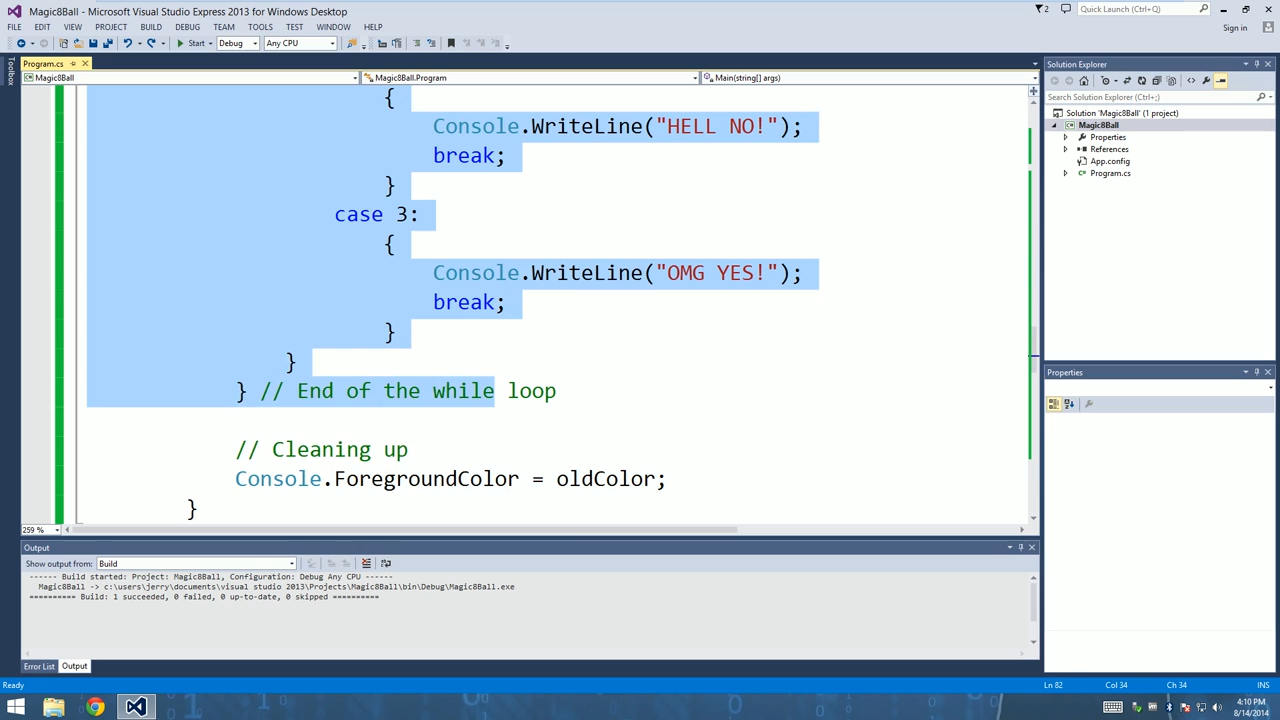 Magic8Ball - Microsoft Visual Studio Express 2013 for Windows Desktop
2
Quick Launch (Ctrl+Q)
FILE EDIT VIEW PROJECT BUILD DEBUG TEAM TOOLS TEST WINDOW HELP
Sign in
Start
Debug
Any CPU
Toolbox
Program.cs
Magic8Ball
Magic8Ball.Program
Main(string[] args)
{
Console.WriteLine("HELL NO!");
break;
}
case 3:
{
Console.WriteLine("OMG YES!");
break;
}
}
} // End of the while loop
// Cleaning up
Console.ForegroundColor = oldColor;
}
259 %
Solution Explorer
Search Solution Explorer (Ctrl+;)
Solution 'Magic8Ball' (1 project)
Magic8Ball
Properties
References
App.config
Program.cs
Properties
Output
Show output from: Build
------ Build started: Project: Magic8Ball, Configuration: Debug Any CPU ------
Magic8Ball -> c:\users\jerry\documents\visual studio 2013\Projects\Magic8Ball\bin\Debug\Magic8Ball.exe
========== Build: 1 succeeded, 0 failed, 0 up-to-date, 0 skipped ==========
Error List
Output
Ready
Ln 82
Col 34
Ch 34
INS
4:10 PM
8/14/2014